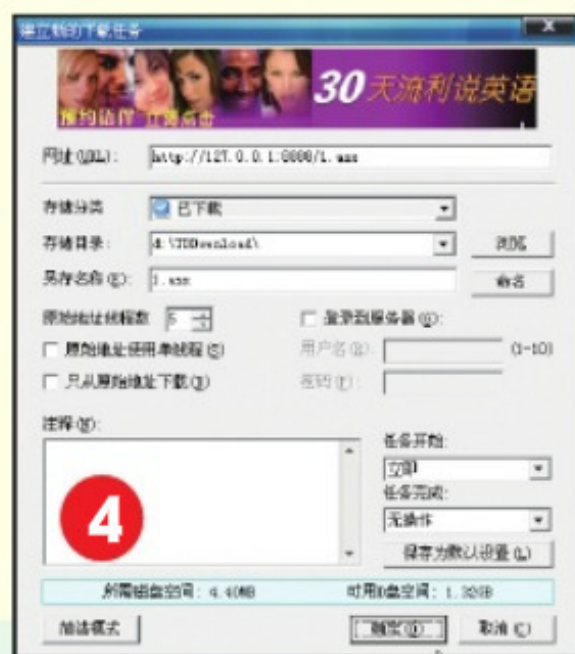 建立新的下载任务
30天流利说英语
预约陪伴 立即点击
网址(URL): http://127.0.0.1:8000/1.asx
存储分类 已下载
存储目录: d:\TDDownload\ 浏览
另存名称(E): 1.asx 命名
原始地址线程数 5 登录到服务器(O):
原始地址使用单线程(S) 用户名(R): (1-10)
只从原始地址下载(J) 密码(P):
注释(M):
任务开始:
立即
任务完成:
4 无操作
保存为默认设置(L)
所需磁盘空间: 4.40MB 可用D盘空间: 1.32GB
简洁模式 确定(O) 取消(C)